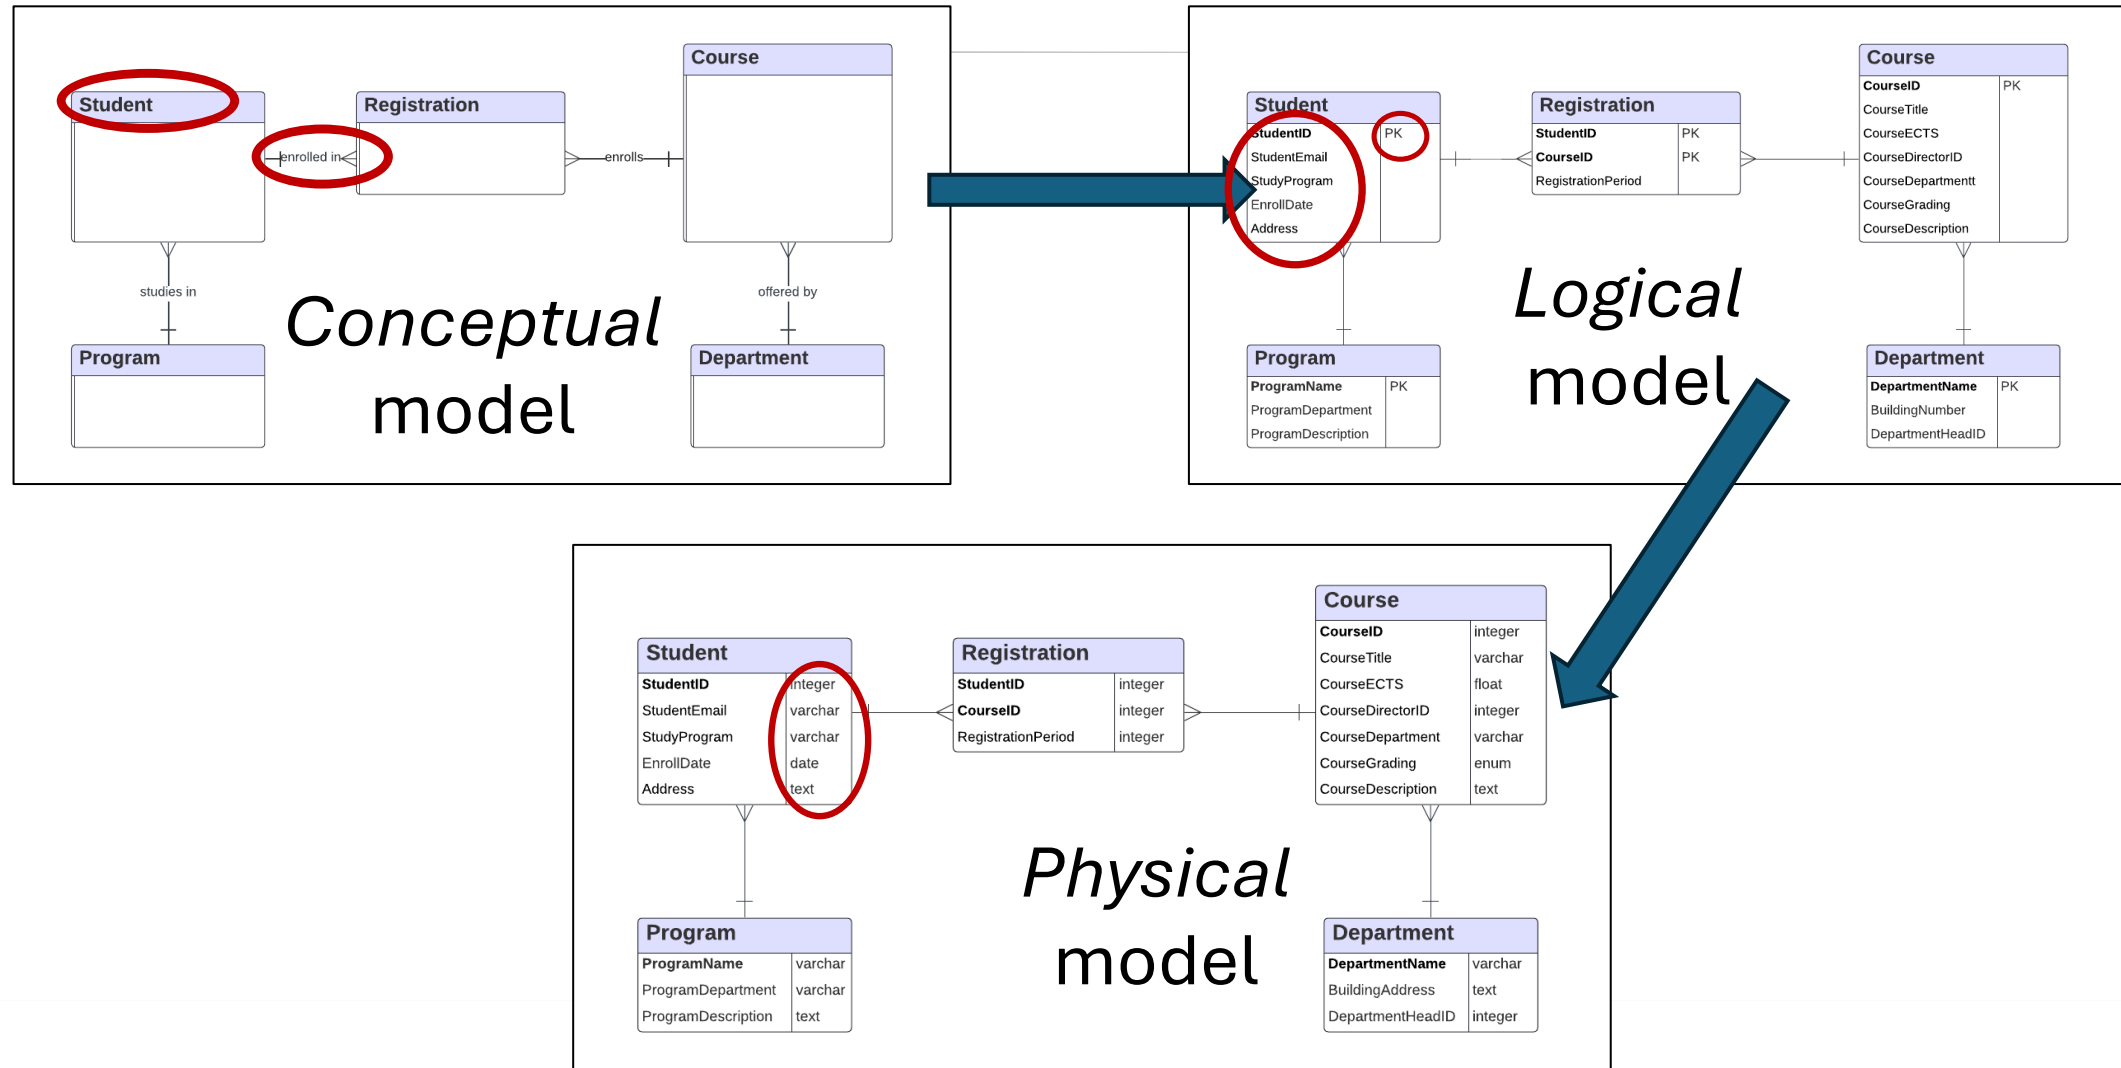 Course
Student
Registration
enrolled in
enrolls
studies in
offered by
Conceptual
model
Program
Department
Course
CourseID PK
CourseTitle
CourseECTS
CourseDirectorID
CourseDepartmentt
CourseGrading
CourseDescription
Student
StudentID PK
StudentEmail
StudyProgram
EnrollDate
Address
Registration
StudentID PK
CourseID PK
RegistrationPeriod
Logical
model
Program
ProgramName PK
ProgramDepartment
ProgramDescription
Department
DepartmentName PK
BuildingNumber
DepartmentHeadID
Course
CourseID integer
CourseTitle varchar
CourseECTS float
CourseDirectorID integer
CourseDepartment varchar
CourseGrading enum
CourseDescription text
Student
StudentID integer
StudentEmail varchar
StudyProgram varchar
EnrollDate date
Address text
Registration
StudentID integer
CourseID integer
RegistrationPeriod integer
Physical
model
Program
ProgramName varchar
ProgramDepartment varchar
ProgramDescription text
Department
DepartmentName varchar
BuildingAddress text
DepartmentHeadID integer